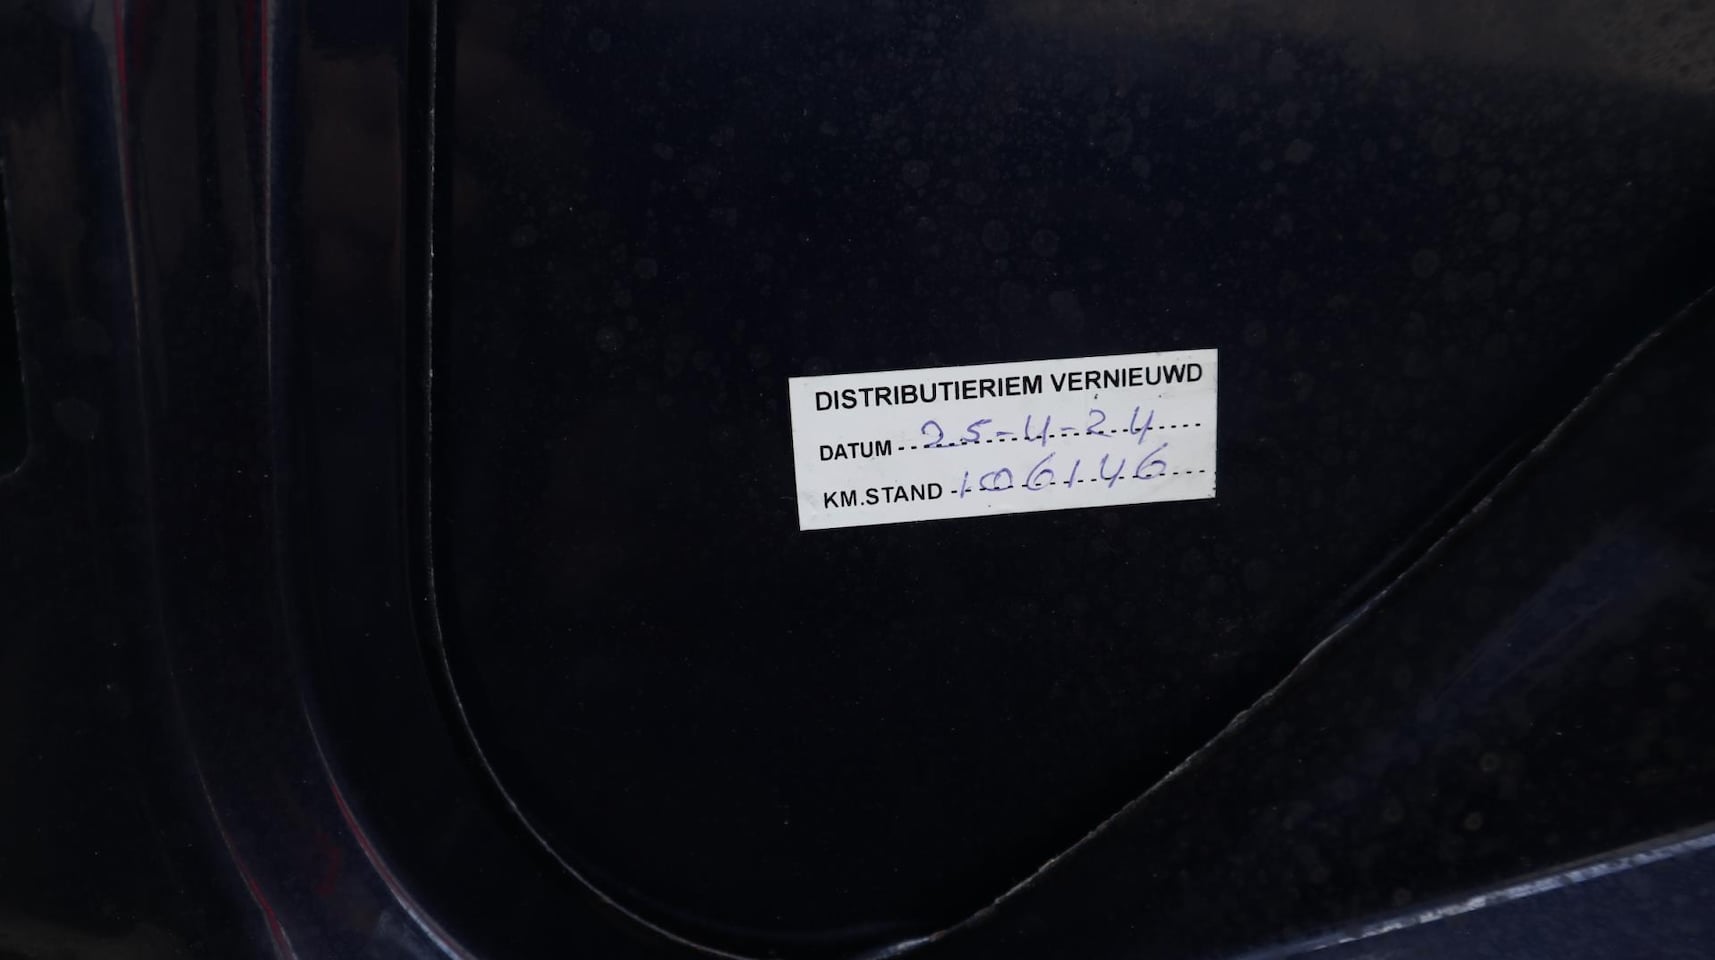 DISTRIBUTIERIEM VERNIEUWD
DATUM 25-4-24
KM.STAND 106146